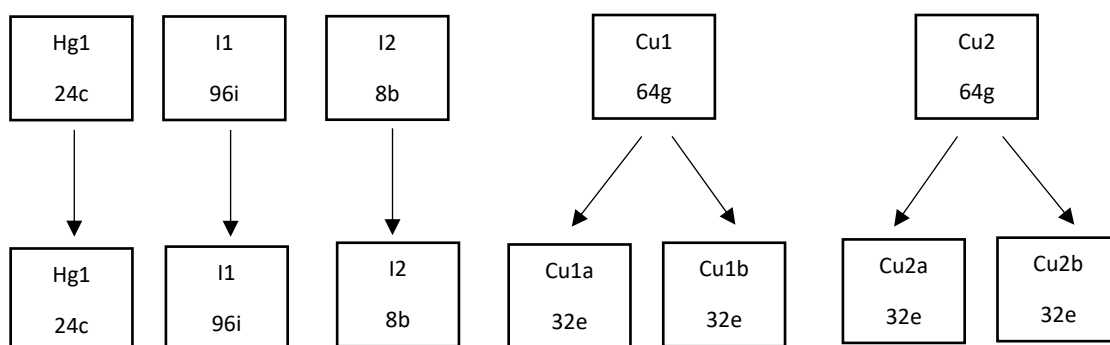 Hg1
24c
I1
96i
I2
8b
Cu1
64g
Cu2
64g
Hg1
24c
I1
96i
I2
8b
Cu1a
32e
Cu1b
32e
Cu2a
32e
Cu2b
32e